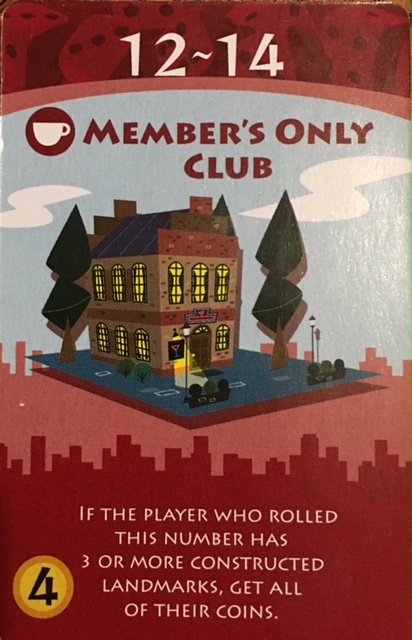 12~14
MEMBER'S ONLY
CLUB
IF THE PLAYER WHO ROLLED
THIS NUMBER HAS
3 OR MORE CONSTRUCTED
LANDMARKS, GET ALL
OF THEIR COINS.
4